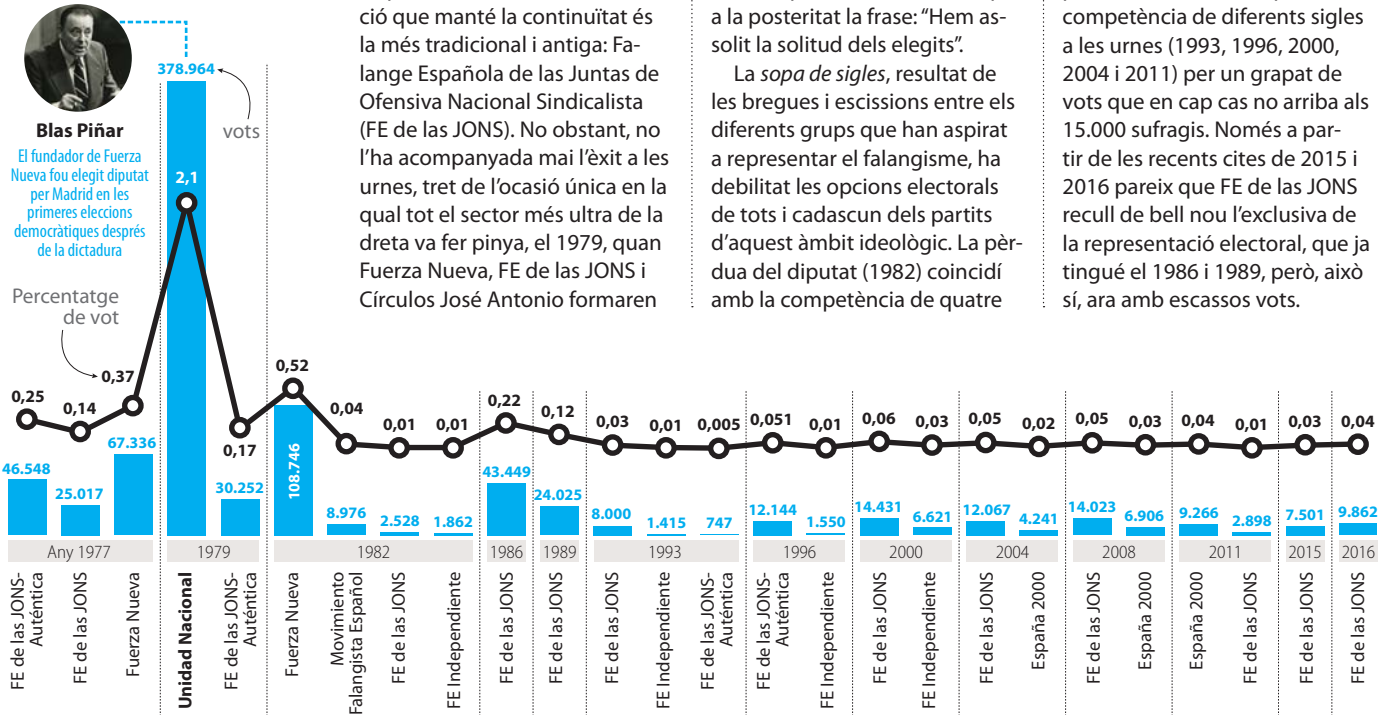 ció que manté la continuïtat és
la més tradicional i antiga: Fa-
lange Española de las Juntas de
Ofensiva Nacional Sindicalista
(FE de las JONS). No obstant, no
l’ha acompanyada mai l’èxit a les
urnes, tret de l’ocasió única en la
qual tot el sector més ultra de la
dreta va fer pinya, el 1979, quan
Fuerza Nueva, FE de las JONS i
Círculos José Antonio formaren
a la posteritat la frase: “Hem as-
solit la solitud dels elegits”.
La sopa de sigles, resultat de
les bregues i escissions entre els
diferents grups que han aspirat
a representar el falangisme, ha
debilitat les opcions electorals
de tots i cadascun dels partits
d’aquest àmbit ideològic. La pèr-
dua del diputat (1982) coincidí
amb la competència de quatre
competència de diferents sigles
a les urnes (1993, 1996, 2000,
2004 i 2011) per un grapat de
vots que en cap cas no arriba als
15.000 sufragis. Només a par-
tir de les recents cites de 2015 i
2016 pareix que FE de las JONS
recull de bell nou l’exclusiva de
la representació electoral, que ja
tingué el 1986 i 1989, però, això
sí, ara amb escassos vots.
Blas Piñar
El fundador de Fuerza
Nueva fou elegit diputat
per Madrid en les
primeres eleccions
democràtiques després
de la dictadura
378.964
vots
Percentatge
de vot
0,25
0,14
0,37
2,1
0,17
0,52
0,04
0,01
0,01
0,22
0,12
0,03
0,01
0,005
0,051
0,01
0,06
0,03
0,05
0,02
0,05
0,03
0,04
0,01
0,03
0,04
46.548
25.017
67.336
30.252
108.746
8.976
2.528
1.862
43.449
24.025
8.000
1.415
747
12.144
1.550
14.431
6.621
12.067
4.241
14.023
6.906
9.266
2.898
7.501
9.862
Any 1977
1979
1982
1986
1989
1993
1996
2000
2004
2008
2011
2015
2016
FE de las JONS-
Auténtica
FE de las JONS
Fuerza Nueva
Unidad Nacional
FE de las JONS-
Auténtica
Fuerza Nueva
Movimiento
Falangista Español
FE de las JONS
FE Independiente
FE de las JONS
FE de las JONS
FE de las JONS
FE Independiente
FE de las JONS-
Auténtica
FE de las JONS-
Auténtica
FE Independiente
FE de las JONS
FE Independiente
FE de las JONS
España 2000
FE de las JONS
España 2000
España 2000
FE de las JONS
FE de las JONS
FE de las JONS